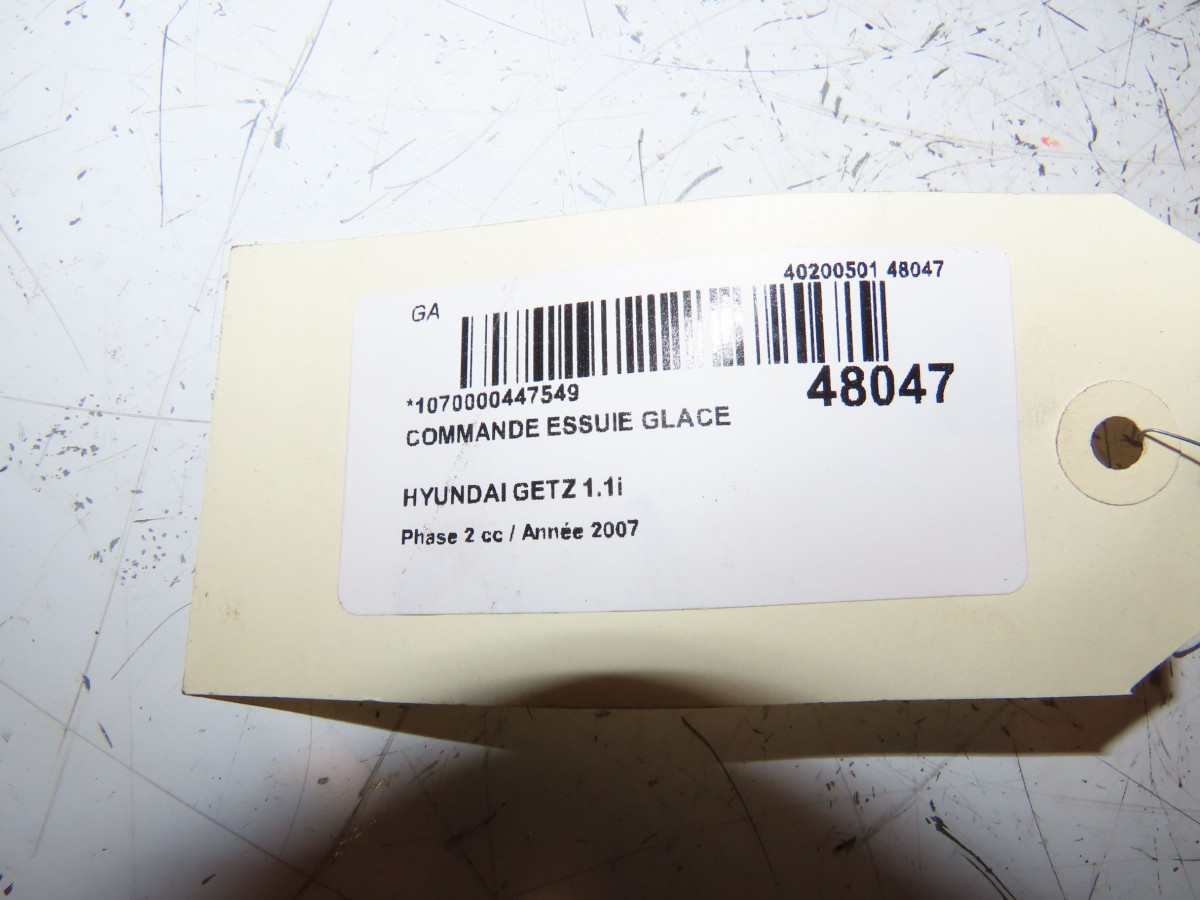 40200501 48047
GA
*1070000447549
48047
COMMANDE ESSUIE GLACE
HYUNDAI GETZ 1.1i
Phase 2 cc / Année 2007